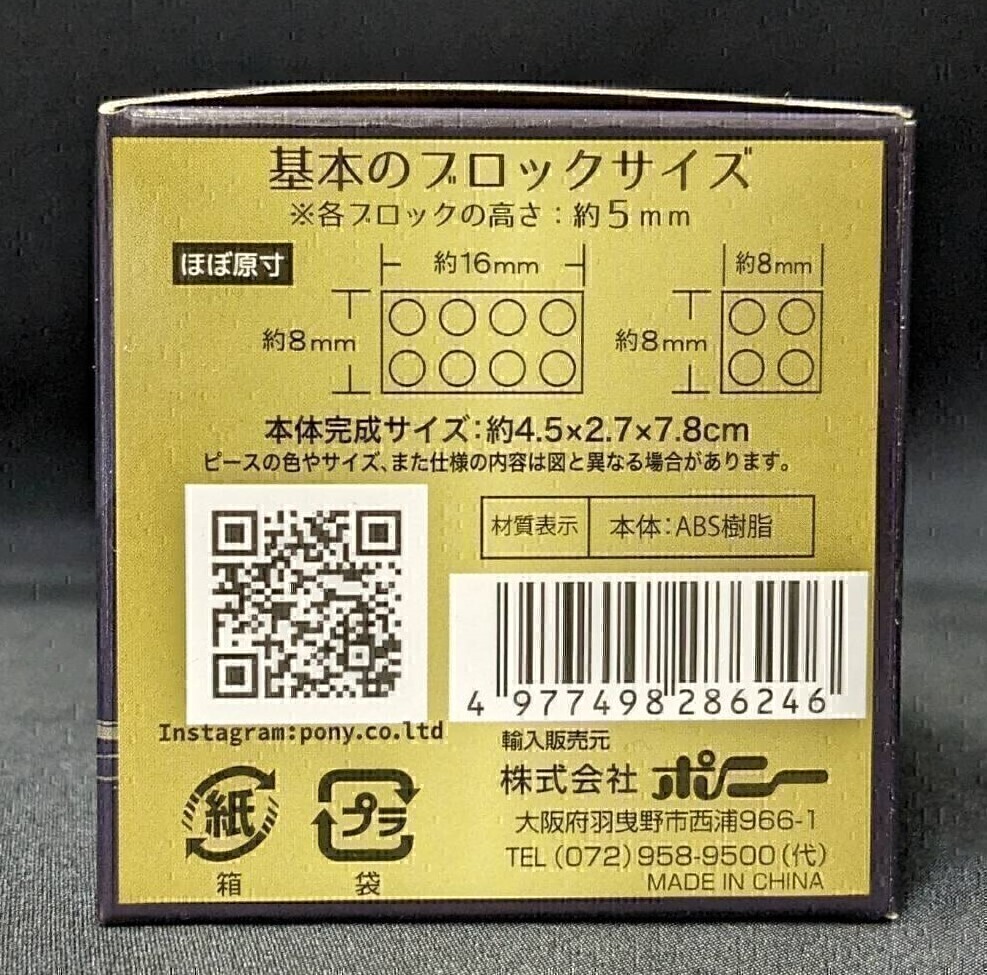 基本のブロックサイズ
※各ブロックの高さ：約5mm
ほぼ原寸
約16mm
約8mm
約8mm
約8mm
本体完成サイズ：約4.5×2.7×7.8cm
ピースの色やサイズ、また仕様の内容は図と異なる場合があります。
材質表示 本体：ABS樹脂
4 977498 286246
Instagram:pony.co.ltd
輸入販売元
株式会社 ポニー
大阪府羽曳野市西浦966-1
TEL（072）958-9500（代）
MADE IN CHINA
紙
プラ
箱
袋